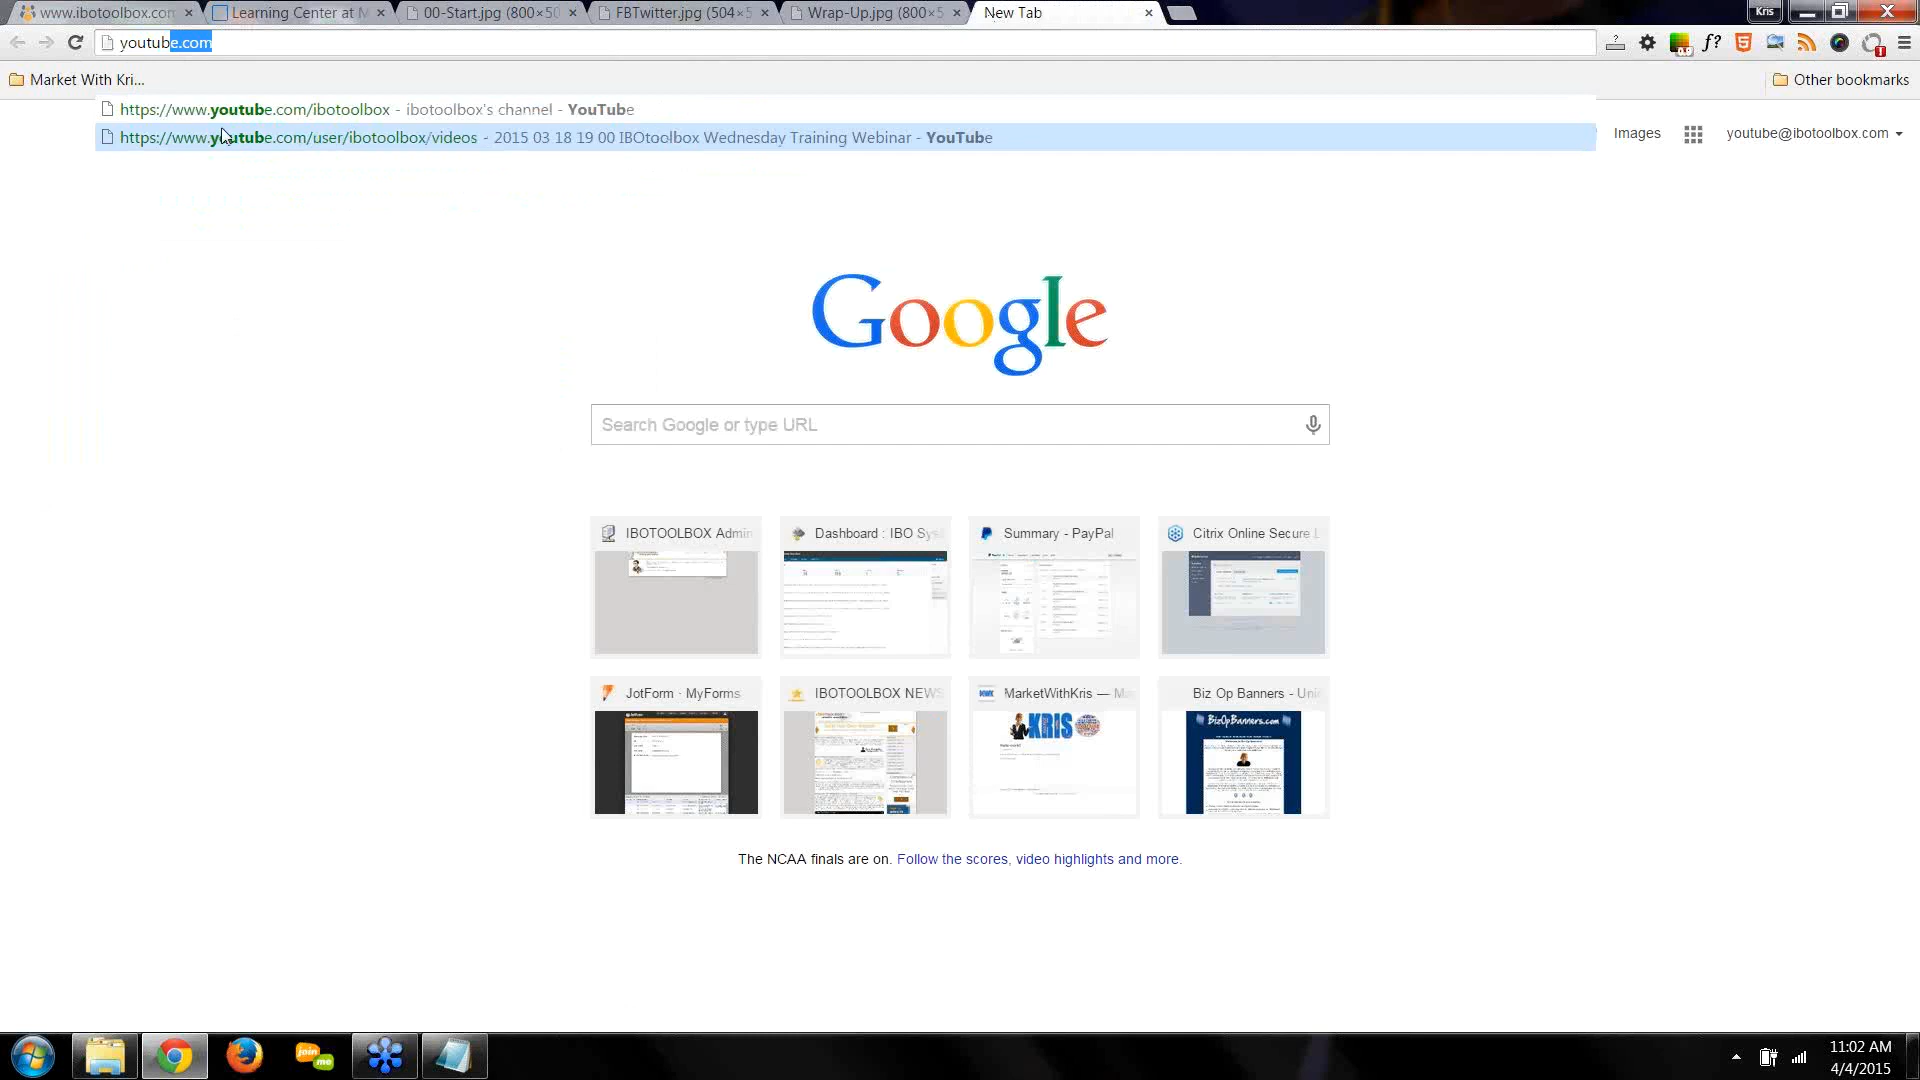 www.ibotoolbox.com
Learning Center at M
00-Start.jpg (800×50
FBTwitter.jpg (504×5
Wrap-Up.jpg (800×5
New Tab
Kris
youtube.com
Market With Kri...
Other bookmarks
https://www.youtube.com/ibotoolbox - ibotoolbox's channel - YouTube
https://www.youtube.com/user/ibotoolbox/videos - 2015 03 18 19 00 IBOtoolbox Wednesday Training Webinar - YouTube
Images
youtube@ibotoolbox.com
Google
Search Google or type URL
IBOTOOLBOX Admin
Dashboard : IBO Sys
Summary - PayPal
Citrix Online Secure L
JotForm · MyForms
IBOTOOLBOX NEWS
MarketWithKris — Ma
Biz Op Banners - Uni
KRIS
BizOpBanners.com
The NCAA finals are on. Follow the scores, video highlights and more.
join me
11:02 AM
4/4/2015